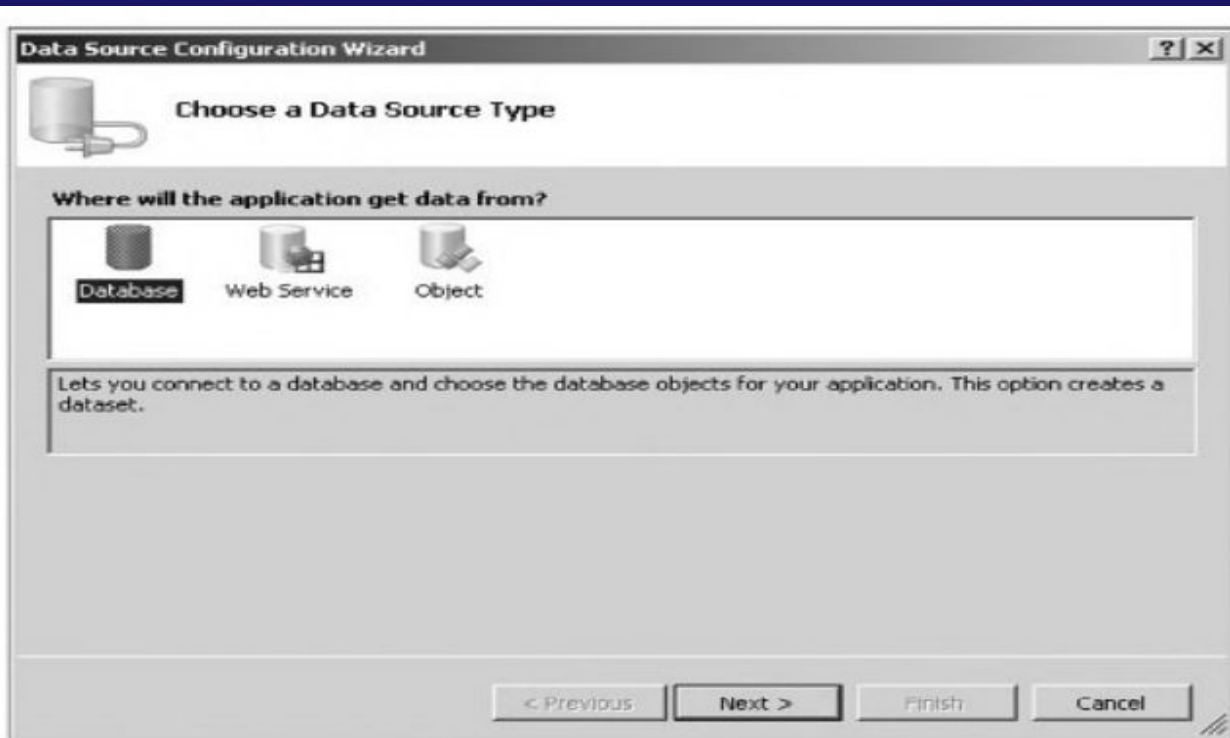 Data Source Configuration Wizard
? ×
Choose a Data Source Type
Where will the application get data from?
Database Web Service Object
Lets you connect to a database and choose the database objects for your application. This option creates a
dataset.
< Previous Next > Finish Cancel